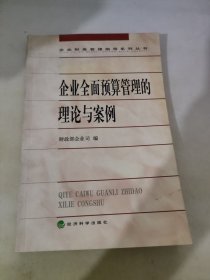 企业财务管理指导系列丛书
企业全面预算管理的
理论与案例
财政部企业司 编
QIYE CAIWU GUANLI ZHIDAO
XILIE CONGSHU
经济科学出版社